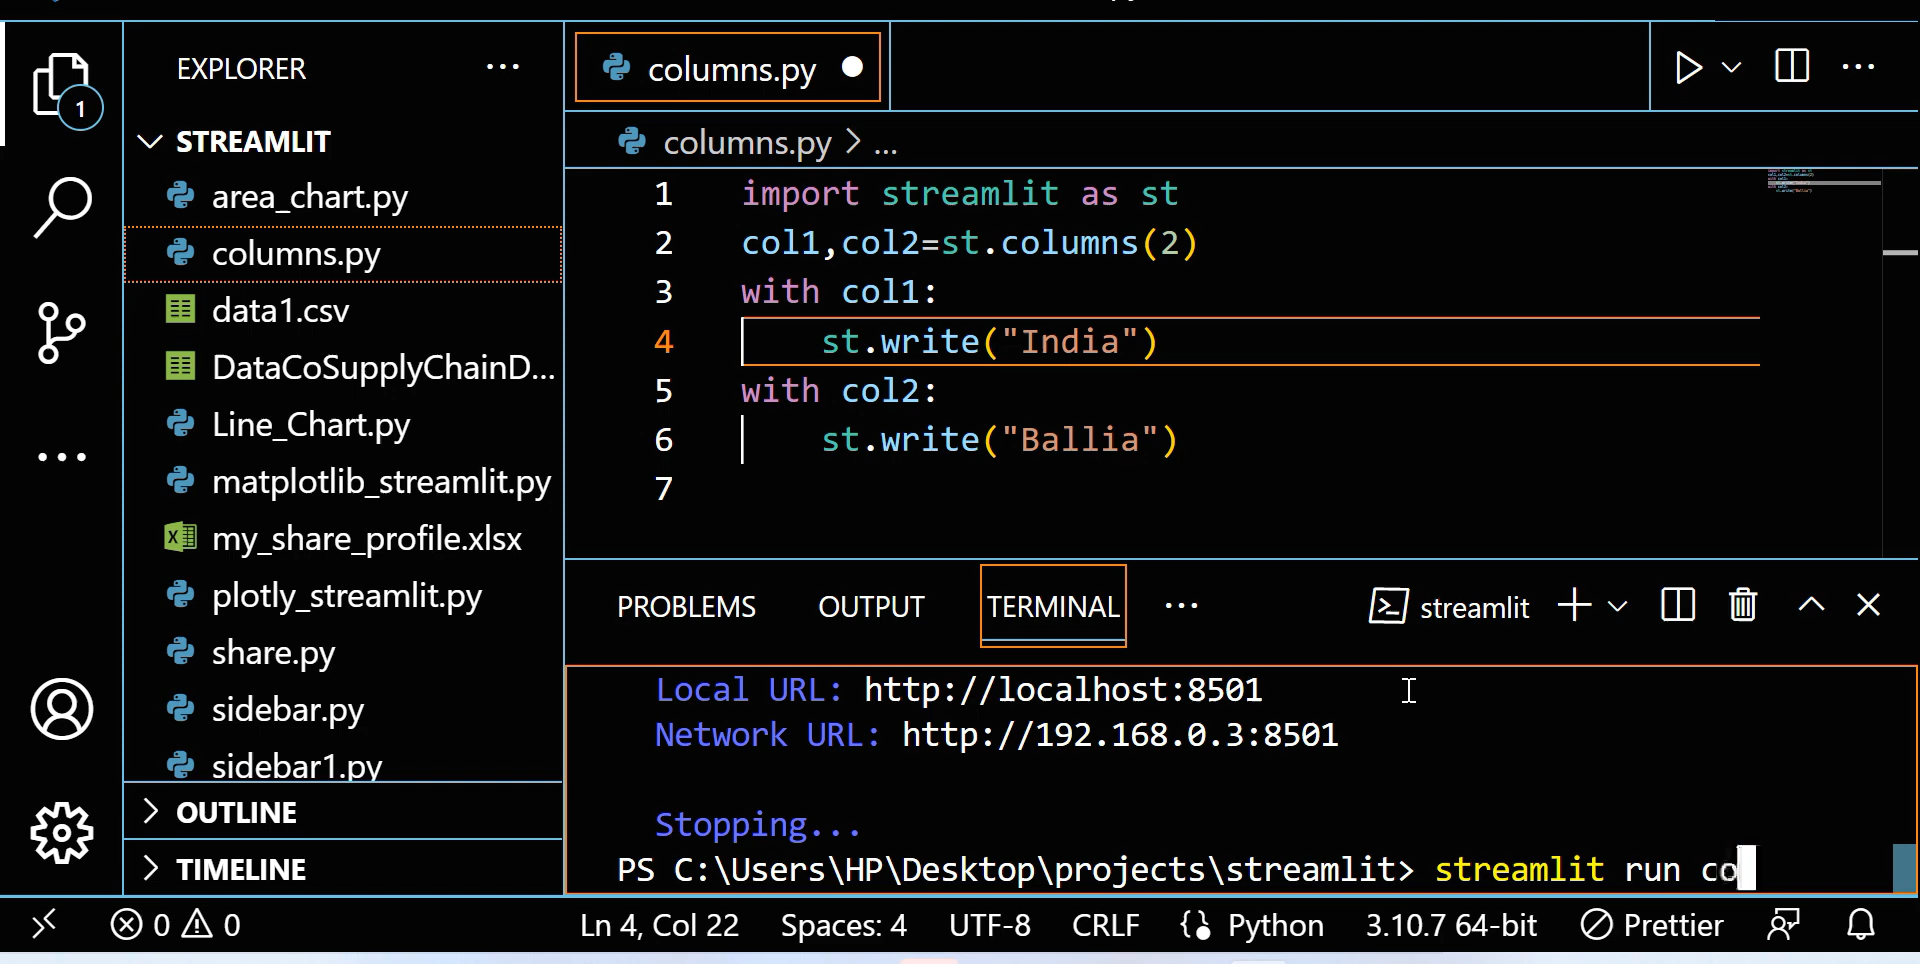 EXPLORER ...
1
STREAMLIT
area_chart.py
columns.py
data1.csv
DataCoSupplyChainD...
Line_Chart.py
matplotlib_streamlit.py
my_share_profile.xlsx
plotly_streamlit.py
share.py
sidebar.py
sidebar1.py
OUTLINE
TIMELINE
columns.py
columns.py > ...
1 import streamlit as st
2 col1,col2=st.columns(2)
3 with col1:
4 st.write("India")
5 with col2:
6 st.write("Ballia")
7
PROBLEMS OUTPUT TERMINAL ... streamlit
Local URL: http://localhost:8501
Network URL: http://192.168.0.3:8501
Stopping...
PS C:\Users\HP\Desktop\projects\streamlit> streamlit run co
0 0 Ln 4, Col 22 Spaces: 4 UTF-8 CRLF {} Python 3.10.7 64-bit Prettier